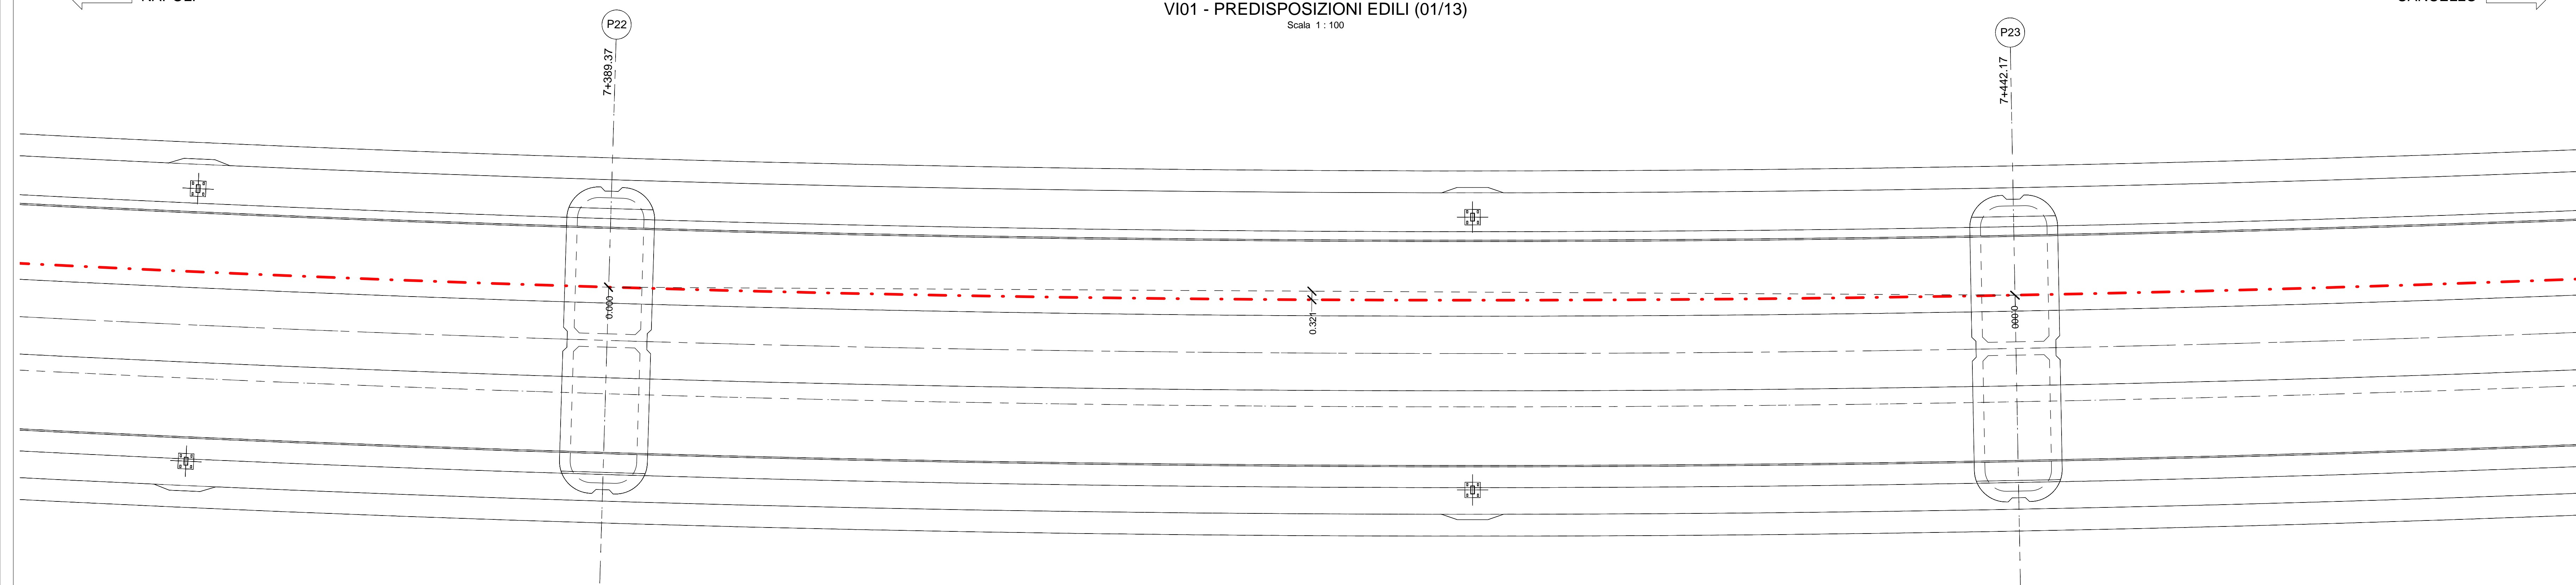 VI01 - PREDISPOSIZIONI EDILI (01/13)
Scala 1 : 100
P22
P23
7+389.37
7+442.17
0.000
0.321
0.000